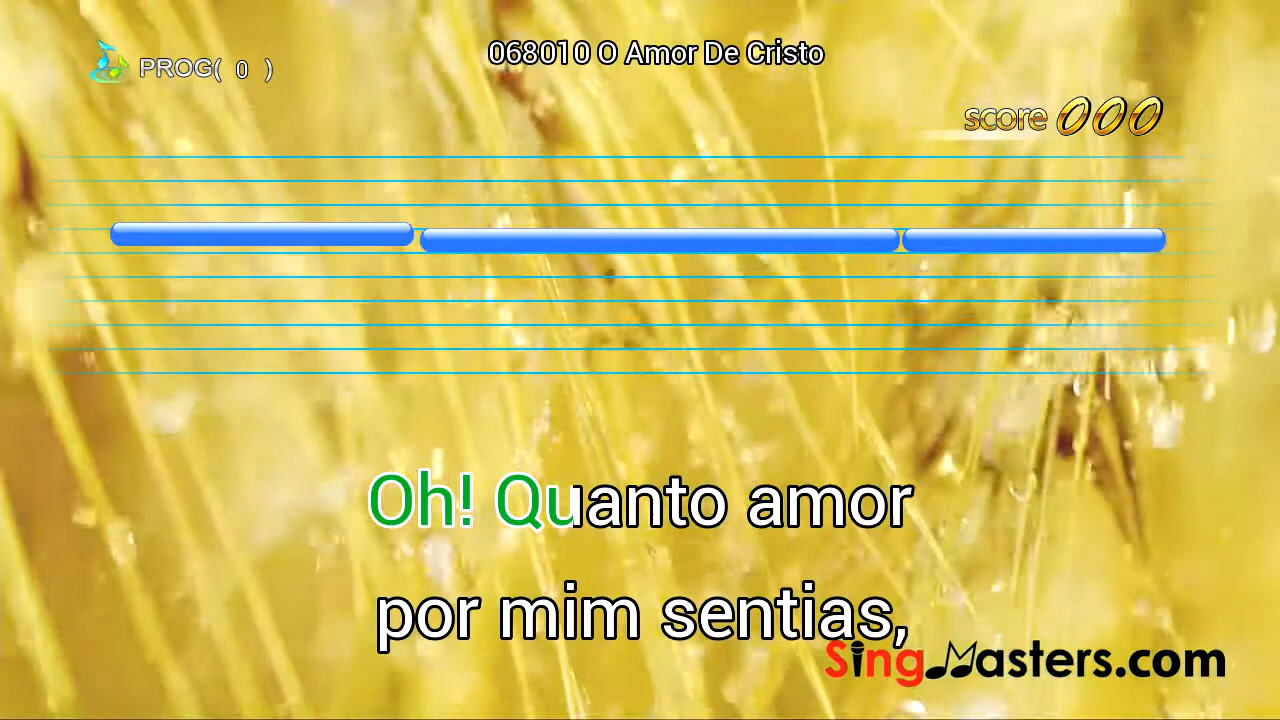 068010 O Amor De Cristo
PROG( 0 )
score 000
Oh! Quanto amor
por mim sentias,
SingMasters.com